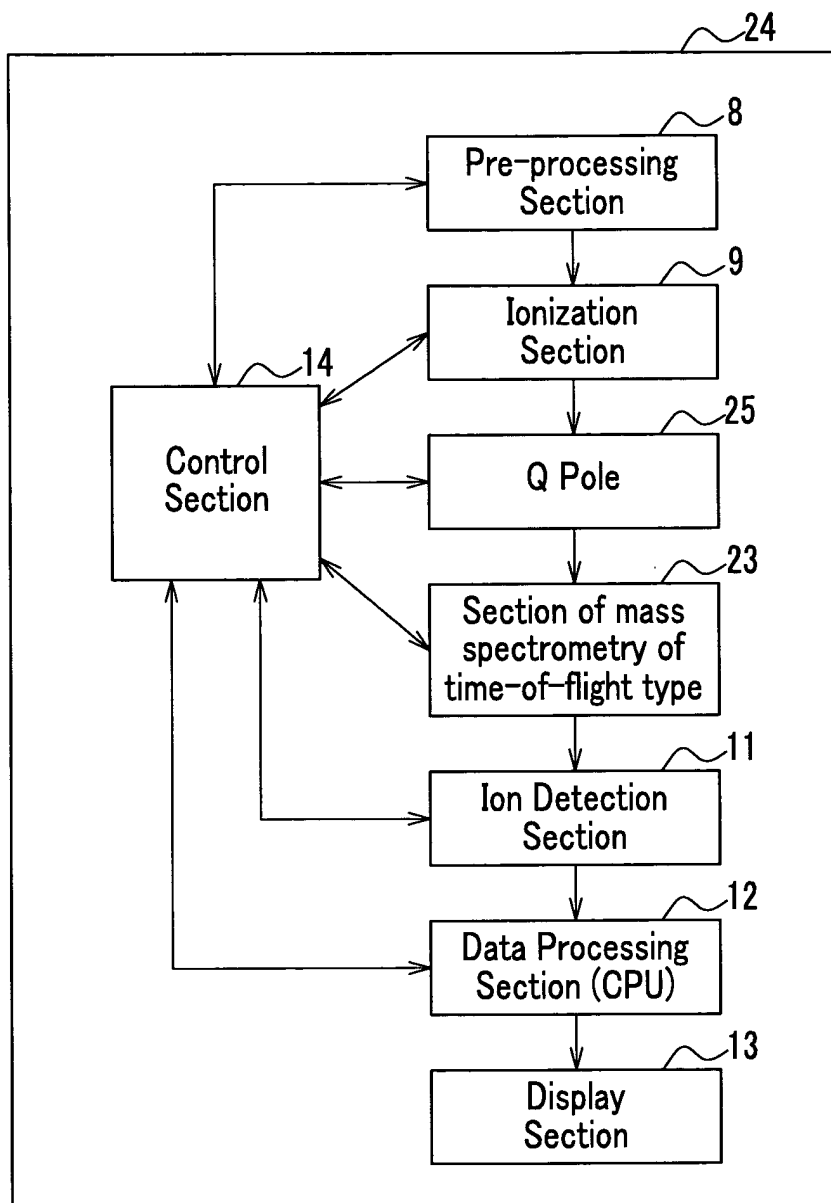 24
8
Pre-processing
Section
9
Ionization
Section
14
Control
Section
25
Q Pole
23
Section of mass
spectrometry of
time-of-flight type
11
Ion Detection
Section
12
Data Processing
Section (CPU)
13
Display
Section